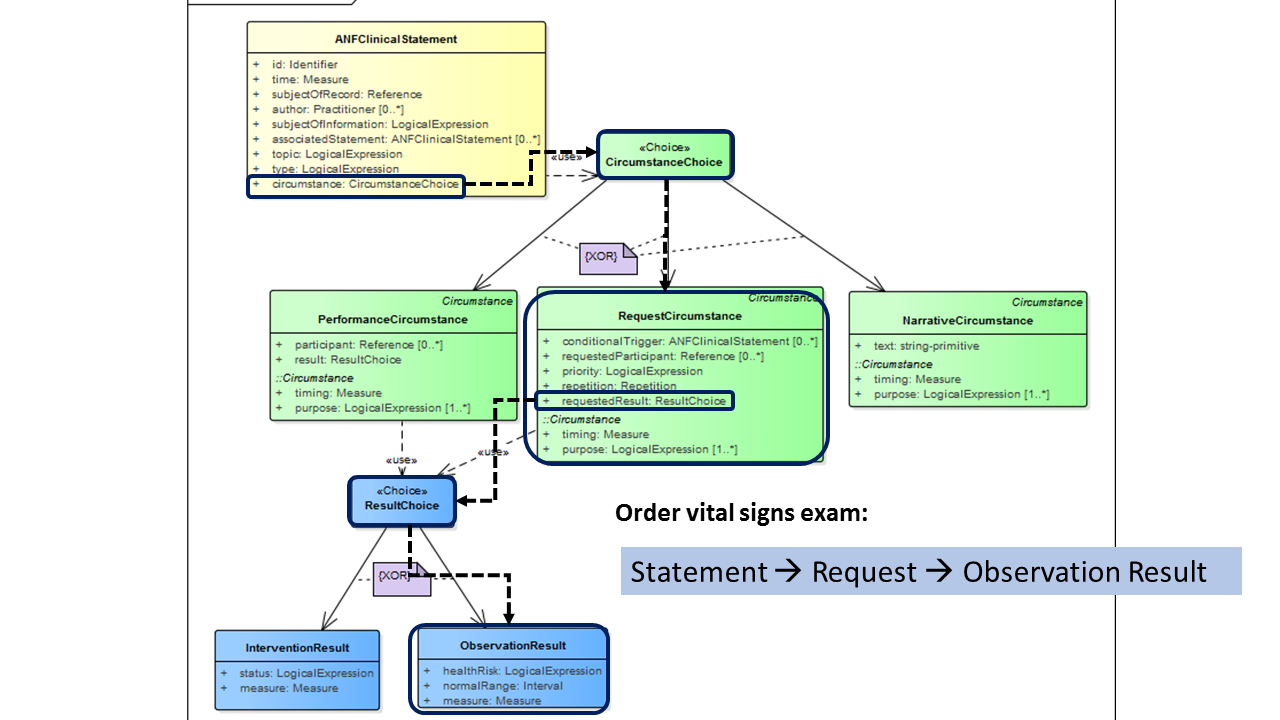 ANFClinicalStatement
+ id: Identifier
+ time: Measure
+ subjectOfRecord: Reference
+ author: Practitioner [0..*]
+ subjectOfInformation: LogicalExpression
+ associatedStatement: ANFClinicalStatement [0..*]
+ topic: LogicalExpression
+ type: LogicalExpression
+ circumstance: CircumstanceChoice
«use»
«Choice»
CircumstanceChoice
{XOR}
Circumstance
PerformanceCircumstance
+ participant: Reference [0..*]
+ result: ResultChoice
::Circumstance
+ timing: Measure
+ purpose: LogicalExpression [1..*]
Circumstance
RequestCircumstance
+ conditionalTrigger: ANFClinicalStatement [0..*]
+ requestedParticipant: Reference [0..*]
+ priority: LogicalExpression
+ repetition: Repetition
+ requestedResult: ResultChoice
::Circumstance
+ timing: Measure
+ purpose: LogicalExpression [1..*]
Circumstance
NarrativeCircumstance
+ text: string-primitive
::Circumstance
+ timing: Measure
+ purpose: LogicalExpression [1..*]
«use»
«use»
«Choice»
ResultChoice
Order vital signs exam:
Statement → Request → Observation Result
{XOR}
InterventionResult
+ status: LogicalExpression
+ measure: Measure
ObservationResult
+ healthRisk: LogicalExpression
+ normalRange: Interval
+ measure: Measure